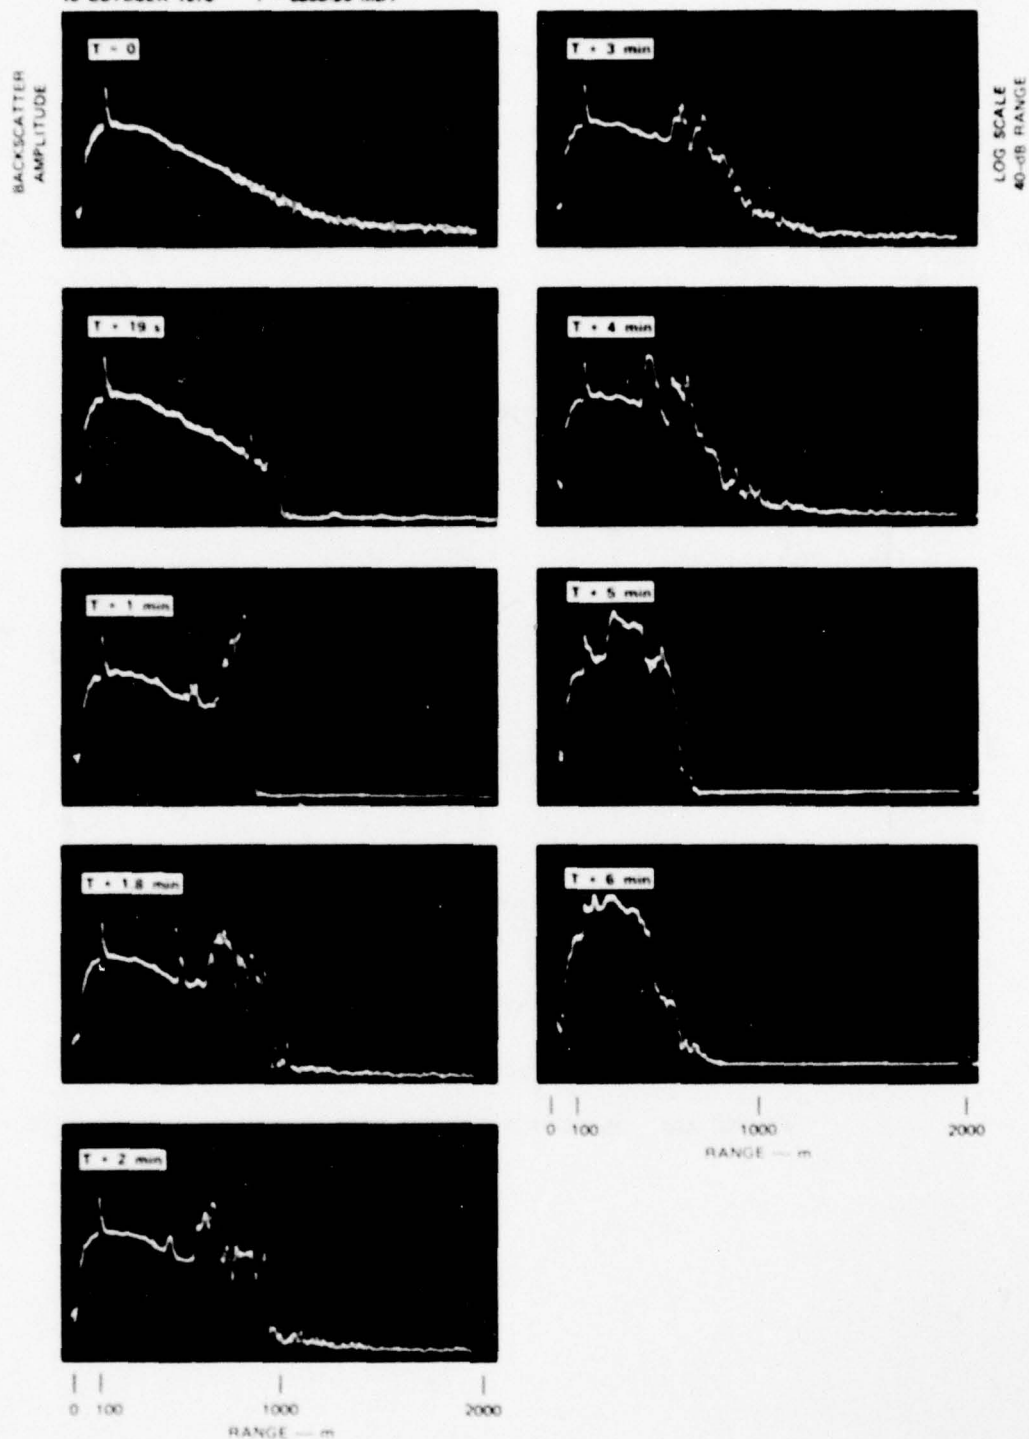 BACKSCATTER
AMPLITUDE
T = 0
T + 19 s
T + 1 min
T + 1.8 min
T + 2 min
0 100 1000 2000
RANGE — m
T + 3 min
T + 4 min
T + 5 min
T + 6 min
LOG SCALE
40-dB RANGE
0 100 1000 2000
RANGE — m